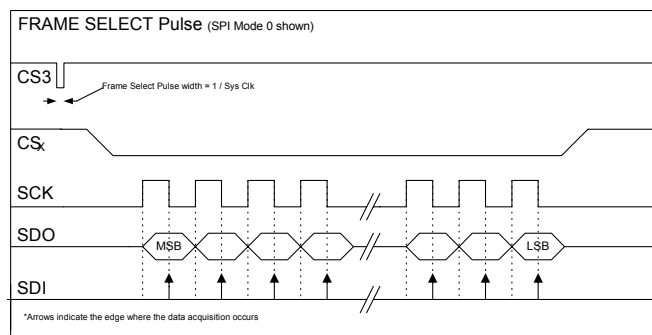 FRAME SELECT Pulse (SPI Mode 0 shown)
CS3
Frame Select Pulse width = 1 / Sys Clk
CSx
SCK
SDO
MSB
LSB
SDI
*Arrows indicate the edge where the data acquisition occurs